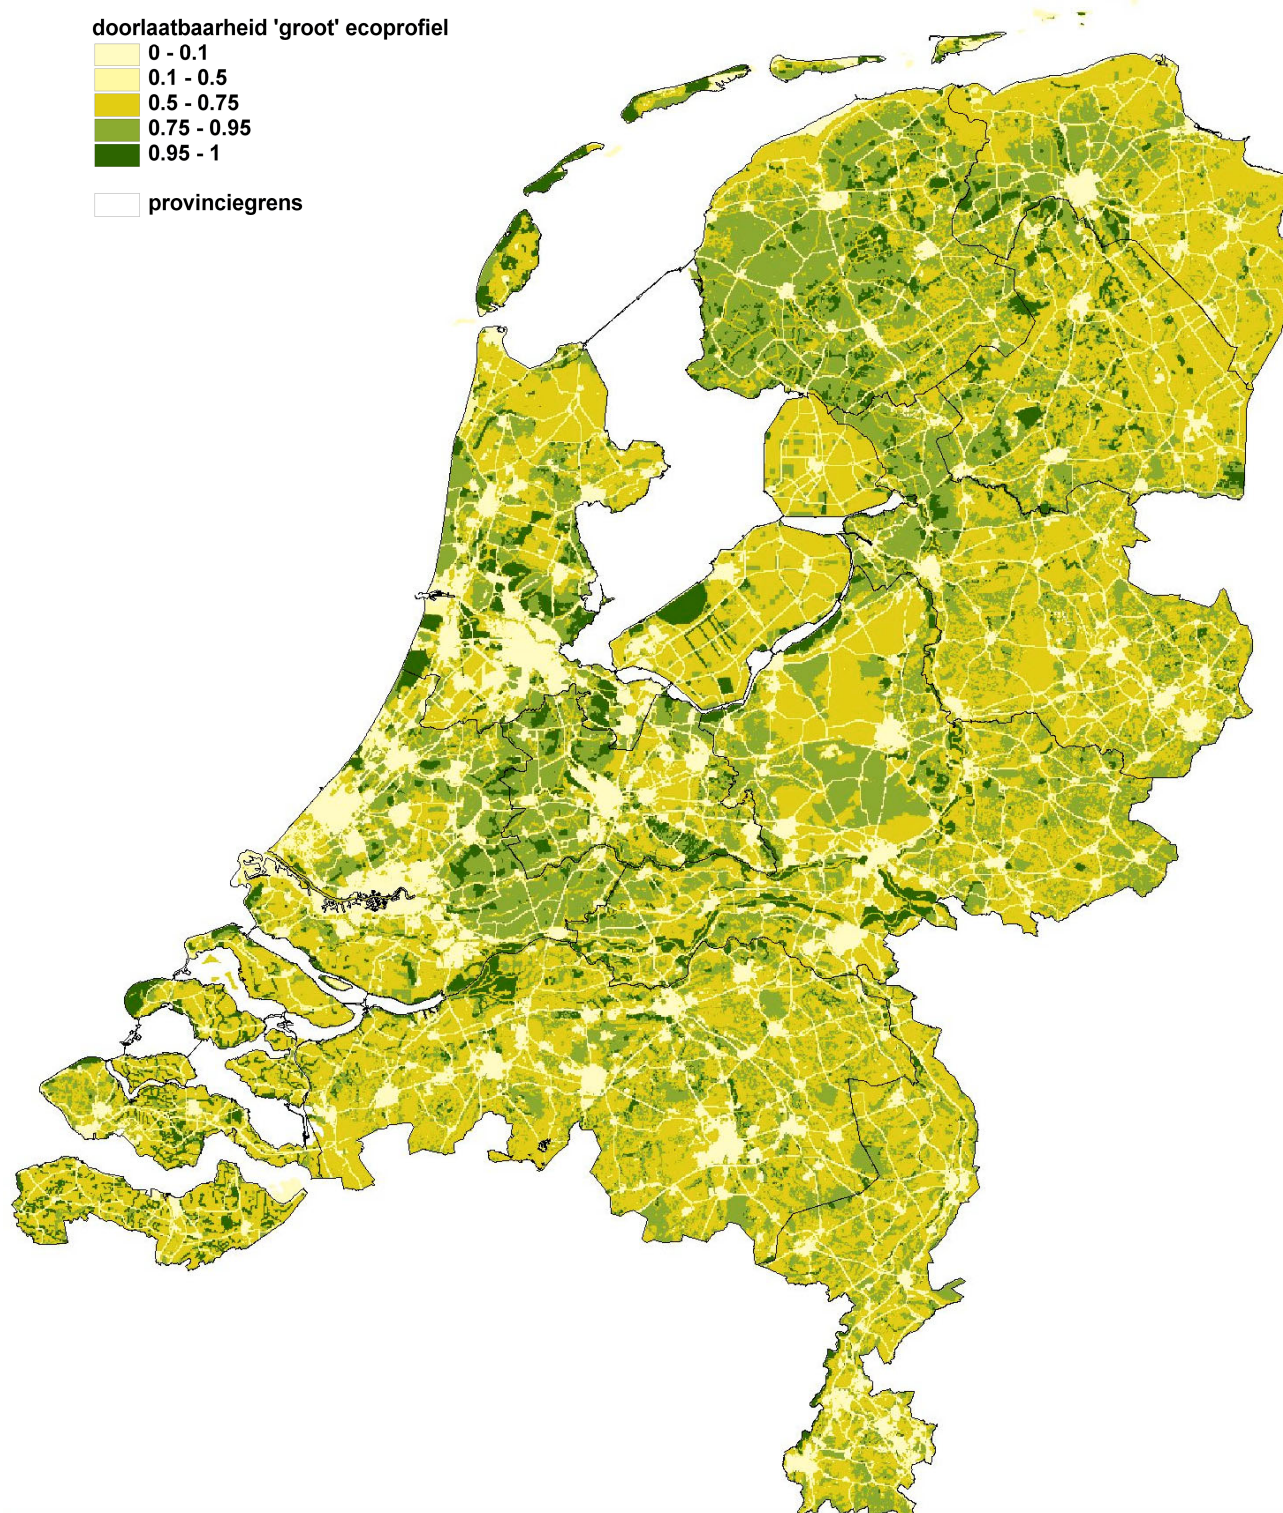 doorlaatbaarheid 'groot' ecoprofiel
0 - 0.1
0.1 - 0.5
0.5 - 0.75
0.75 - 0.95
0.95 - 1
provinciegrens